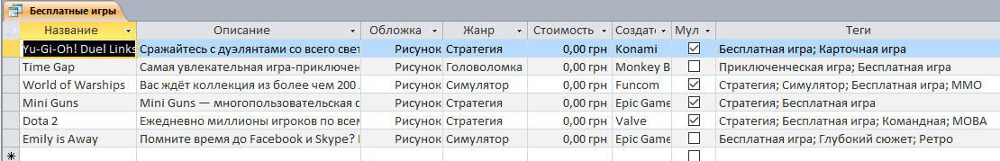 Бесплатные игры
Название Описание Обложка Жанр Стоимость Создате Мул Теги
Yu-Gi-Oh! Duel Links Сражайтесь с дуэлянтами со всего свет Рисунок Стратегия 0,00 грн Konami Бесплатная игра; Карточная игра
Time Gap Самая увлекательная игра-приключен Рисунок Головоломка 0,00 грн Monkey B Приключенческая игра; Бесплатная игра
World of Warships Вас ждёт коллекция из более чем 200 Рисунок Симулятор 0,00 грн Funcom Стратегия; Симулятор; Бесплатная игра; ММО
Mini Guns Mini Guns — многопользовательская с Рисунок Стратегия 0,00 грн Epic Game Стратегия; Бесплатная игра
Dota 2 Ежедневно миллионы игроков по всем Рисунок Стратегия 0,00 грн Valve Стратегия; Бесплатная игра; Командная; MOBA
Emily is Away Помните время до Facebook и Skype? Рисунок Симулятор 0,00 грн Epic Game Бесплатная игра; Глубокий сюжет; Ретро